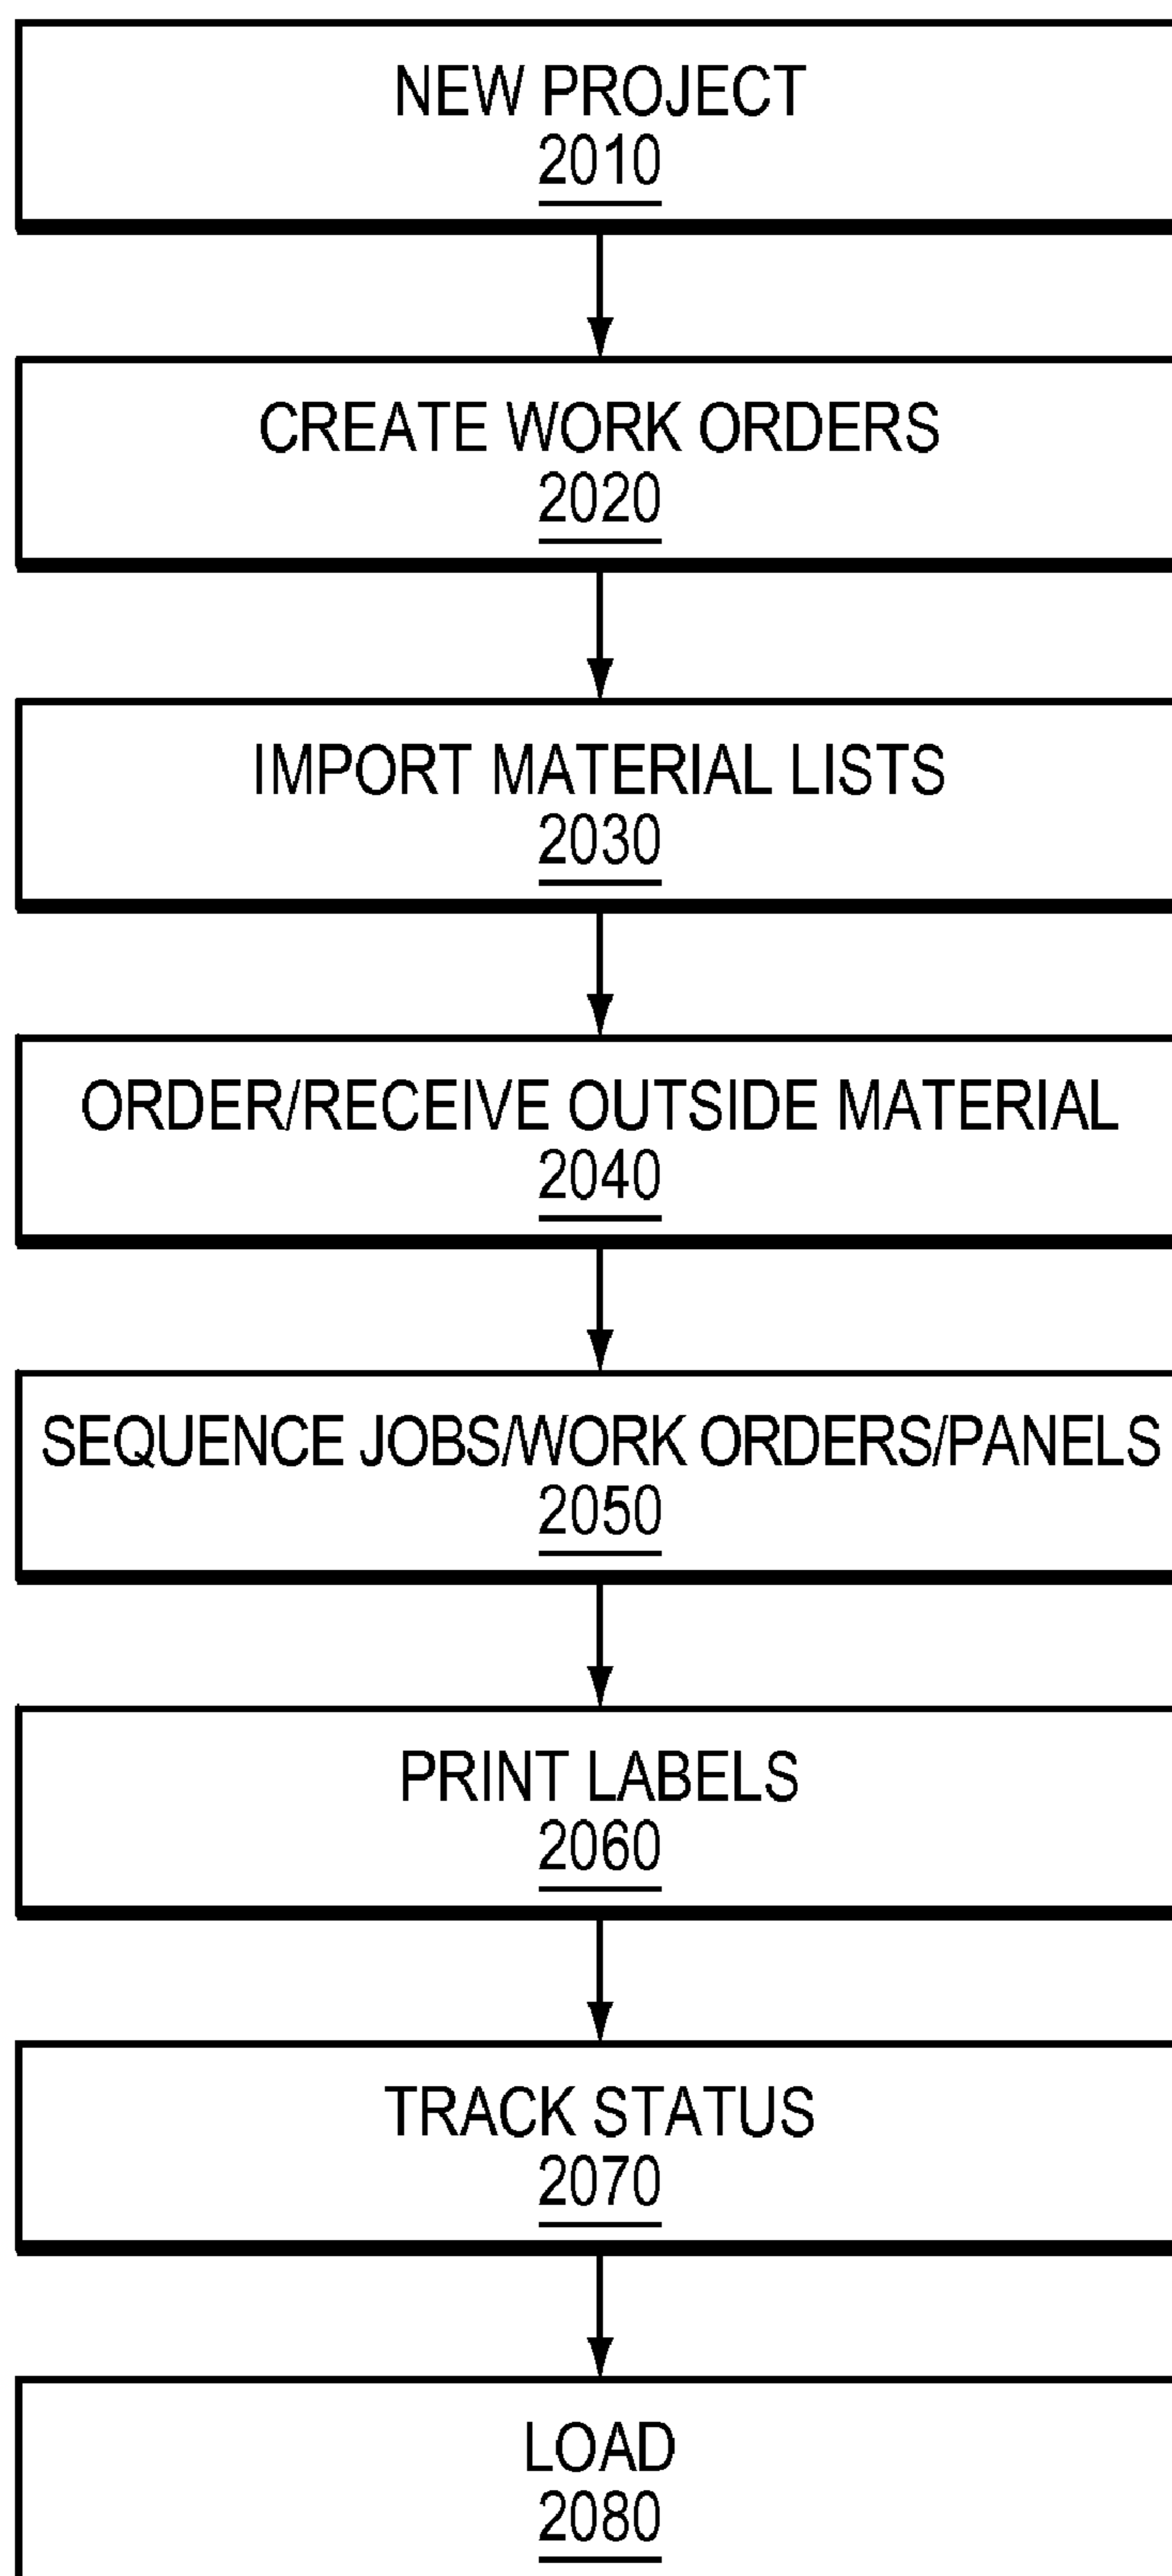 NEW PROJECT
2010
CREATE WORK ORDERS
2020
IMPORT MATERIAL LISTS
2030
ORDER/RECEIVE OUTSIDE MATERIAL
2040
SEQUENCE JOBS/WORK ORDERS/PANELS
2050
PRINT LABELS
2060
TRACK STATUS
2070
LOAD
2080